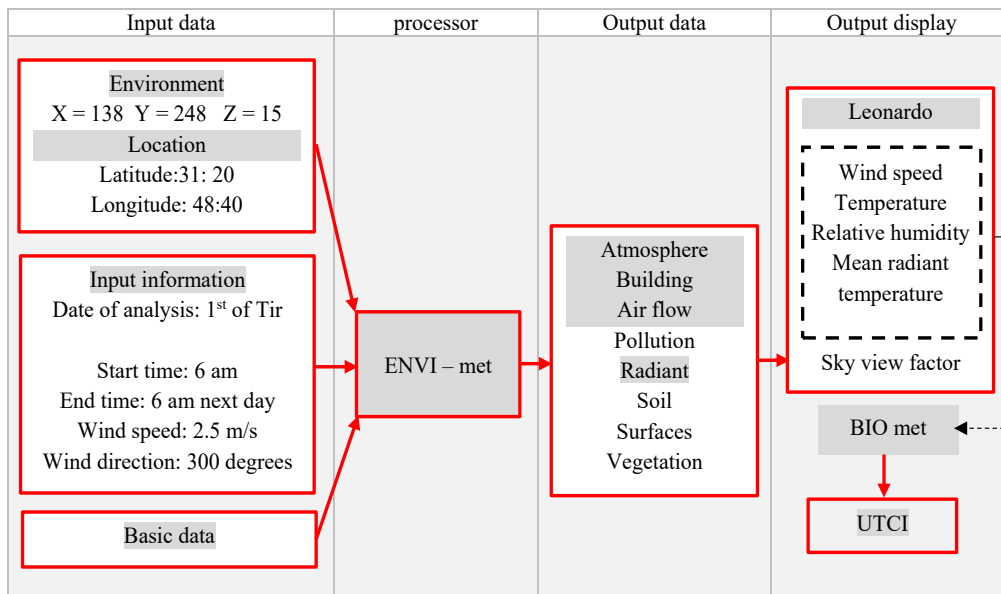 Input data
processor
Output data
Output display
Environment
X = 138 Y = 248 Z = 15
Location
Latitude:31: 20
Longitude: 48:40
Input information
Date of analysis: 1st of Tir
Start time: 6 am
End time: 6 am next day
Wind speed: 2.5 m/s
Wind direction: 300 degrees
Basic data
ENVI – met
Atmosphere
Building
Air flow
Pollution
Radiant
Soil
Surfaces
Vegetation
Leonardo
Wind speed
Temperature
Relative humidity
Mean radiant
temperature
Sky view factor
BIO met
UTCI